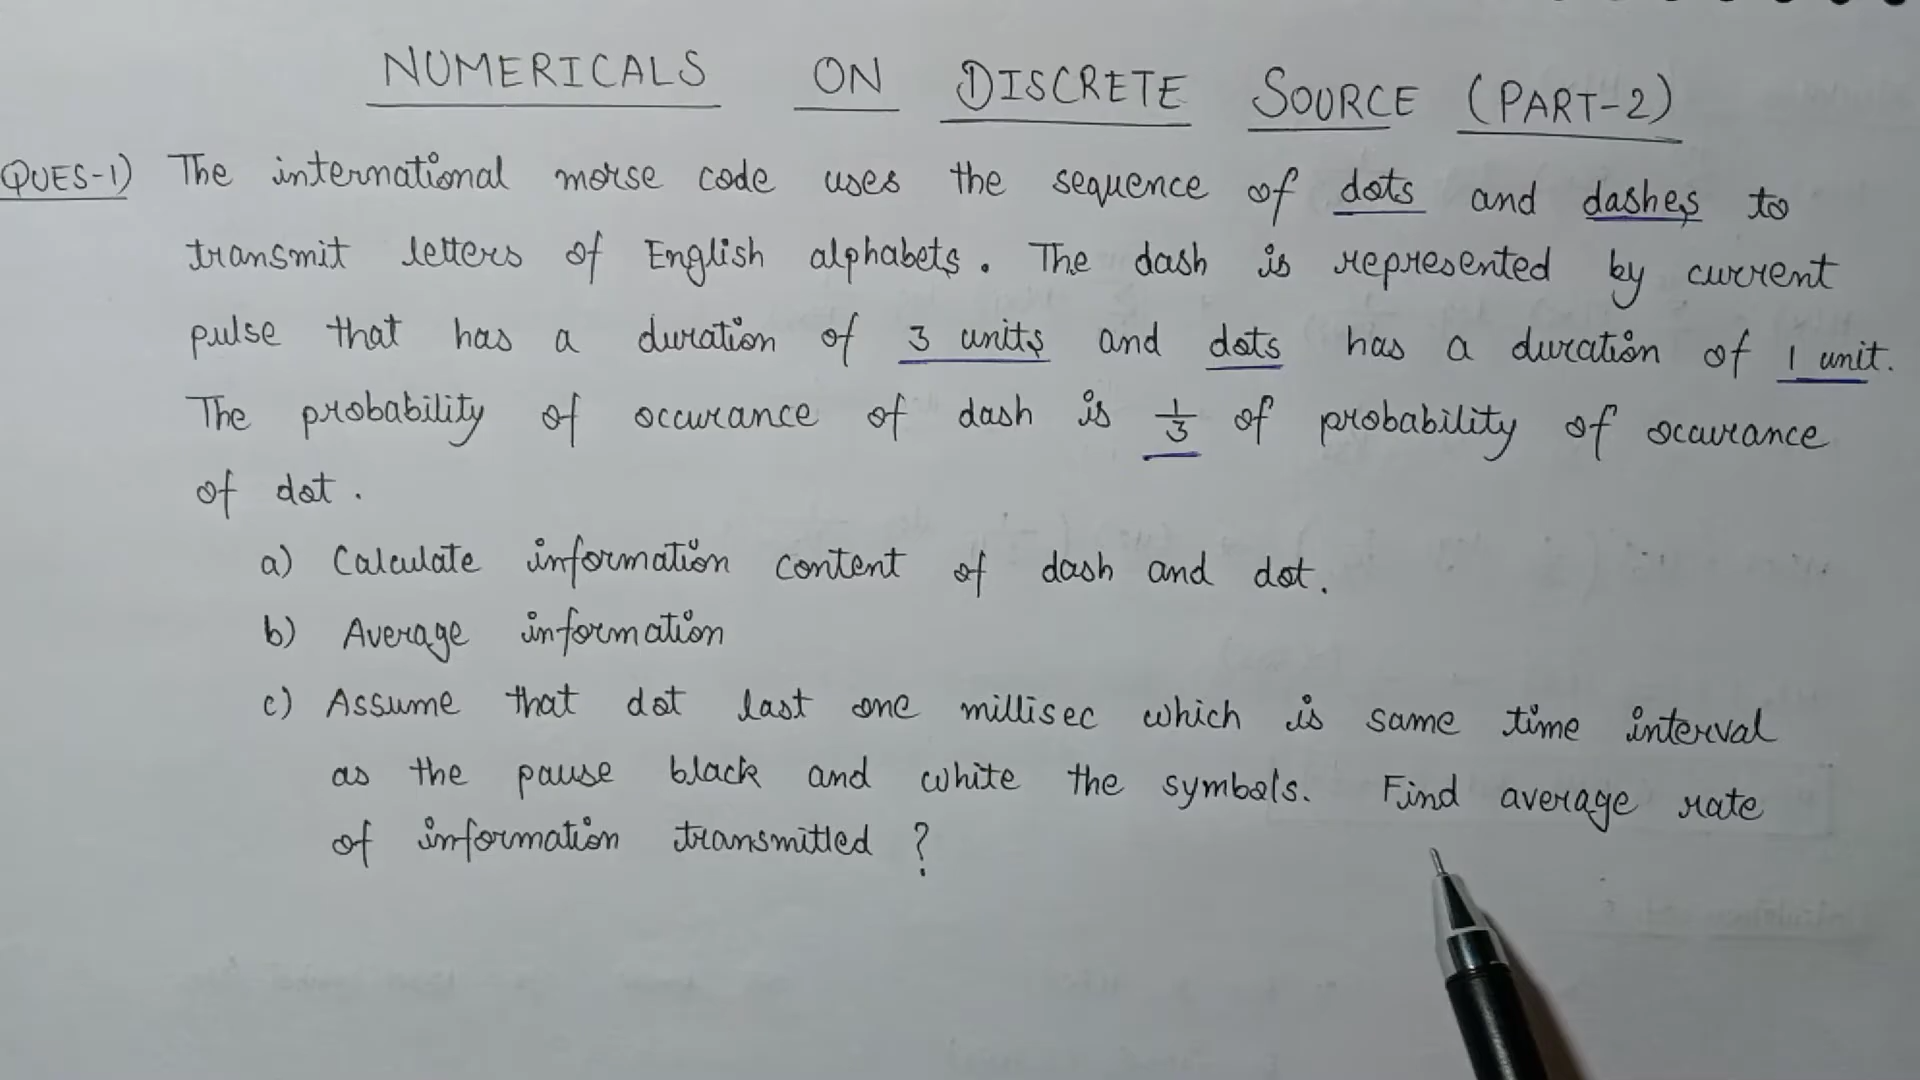 NUMERICALS ON DISCRETE SOURCE (PART-2)
QUES-1) The international morse code uses the sequence of dots and dashes to
transmit letters of English alphabets. The dash is represented by current
pulse that has a duration of 3 units and dots has a duration of 1 unit.
The probability of occurance of dash is 1/3 of probability of occurance
of dot.
a) Calculate information content of dash and dot.
b) Average information
c) Assume that dot last one millisec which is same time interval
as the pause black and white the symbols. Find average rate
of information transmitted ?